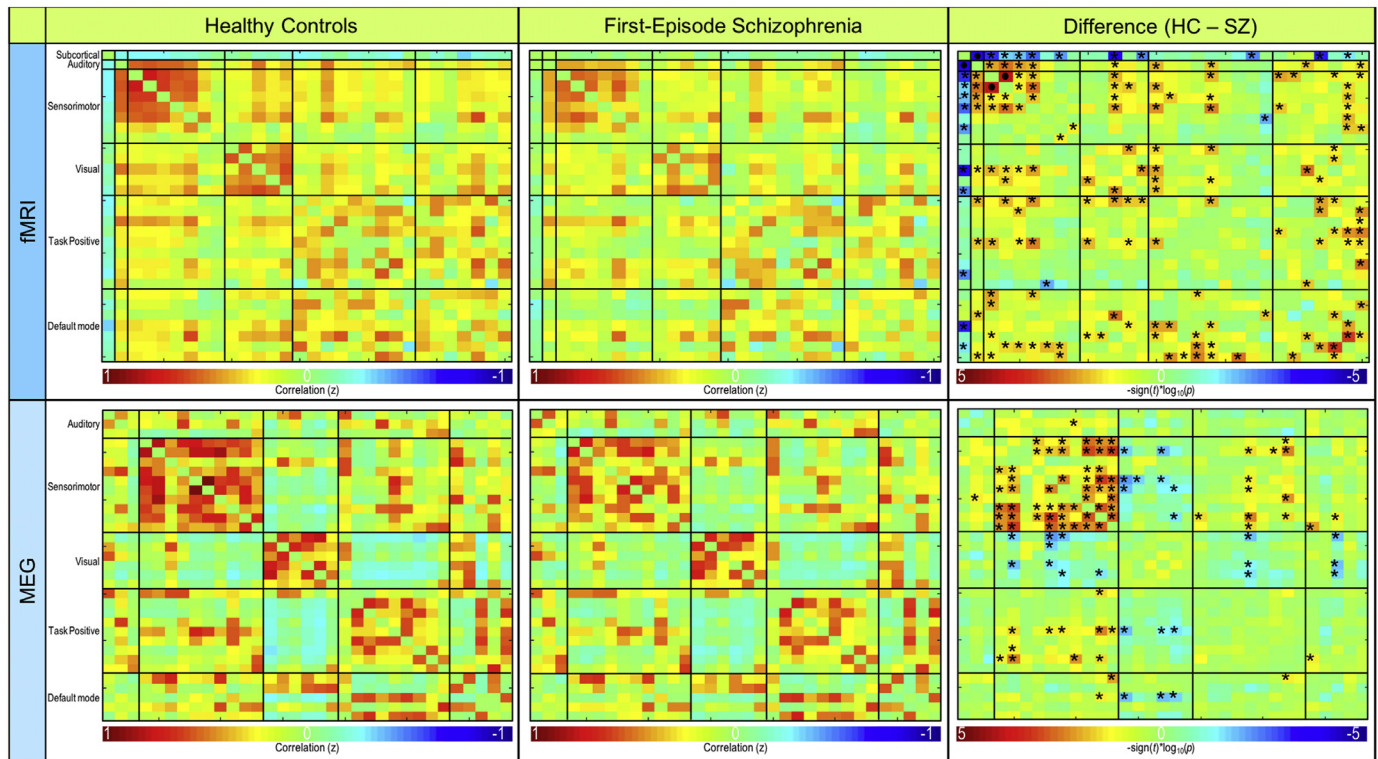 Healthy Controls
First-Episode Schizophrenia
Difference (HC – SZ)
fMRI
Subcortical
Auditory
Sensorimotor
Visual
Task Positive
Default mode
1 0 -1
Correlation (z)
1 0 -1
Correlation (z)
5 0 -5
-sign(t)*log10(p)
MEG
Auditory
Sensorimotor
Visual
Task Positive
Default mode
1 0 -1
Correlation (z)
1 0 -1
Correlation (z)
5 0 -5
-sign(t)*log10(p)